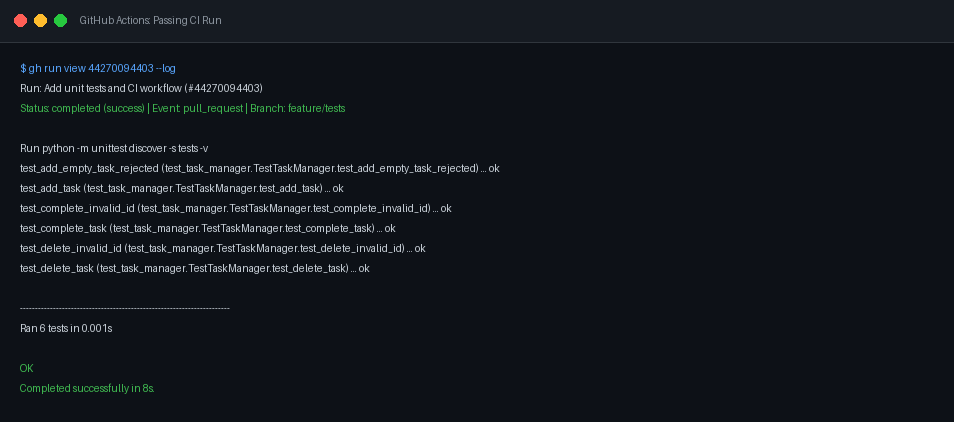 GitHub Actions: Passing CI Run
$ gh run view 44270094403 --log
Run: Add unit tests and CI workflow (#44270094403)
Status: completed (success) | Event: pull_request | Branch: feature/tests
Run python -m unittest discover -s tests -v
test_add_empty_task_rejected (test_task_manager.TestTaskManager.test_add_empty_task_rejected) ... ok
test_add_task (test_task_manager.TestTaskManager.test_add_task) ... ok
test_complete_invalid_id (test_task_manager.TestTaskManager.test_complete_invalid_id) ... ok
test_complete_task (test_task_manager.TestTaskManager.test_complete_task) ... ok
test_delete_invalid_id (test_task_manager.TestTaskManager.test_delete_invalid_id) ... ok
test_delete_task (test_task_manager.TestTaskManager.test_delete_task) ... ok
----------------------------------------------------------------------
Ran 6 tests in 0.001s
OK
Completed successfully in 8s.